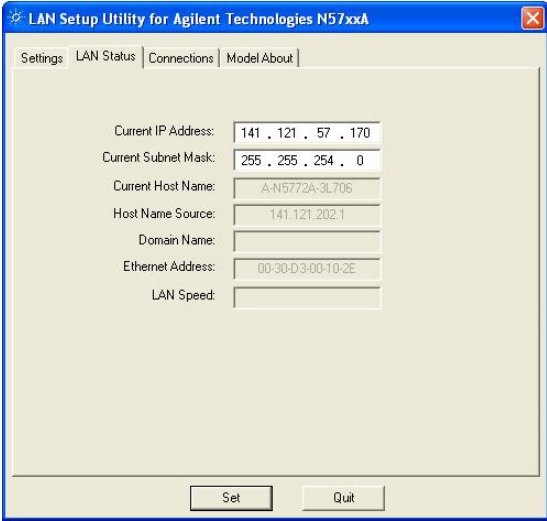 LAN Setup Utility for Agilent Technologies N57xxA
Settings LAN Status Connections Model About
Current IP Address: 141 . 121 . 57 . 170
Current Subnet Mask: 255 . 255 . 254 . 0
Current Host Name: A-N5772A-3L706
Host Name Source: 141.121.202.1
Domain Name:
Ethernet Address: 00-30-D3-00-10-2E
LAN Speed:
Set Quit